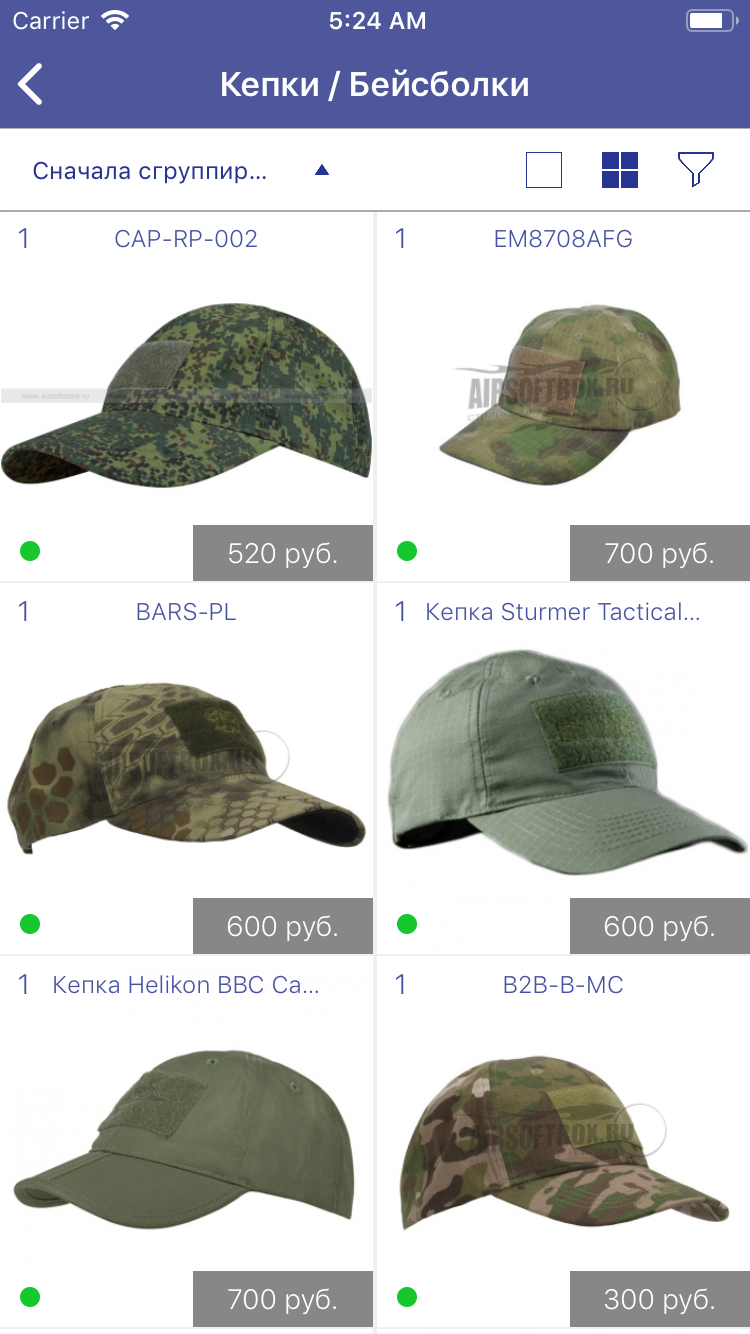 Carrier 5:24 AM
Кепки / Бейсболки
Сначала сгруппир...
1 CAP-RP-002
1 EM8708AFG
www.airsoftstore.ru
AIRSOFTBOX.RU
520 руб.
700 руб.
1 BARS-PL
1 Кепка Sturmer Tactical...
AIRSOFTBOX.RU
600 руб.
600 руб.
1 Кепка Helikon BBC Ca...
1 B2B-B-MC
AIRSOFTBOX.RU
700 руб.
300 руб.